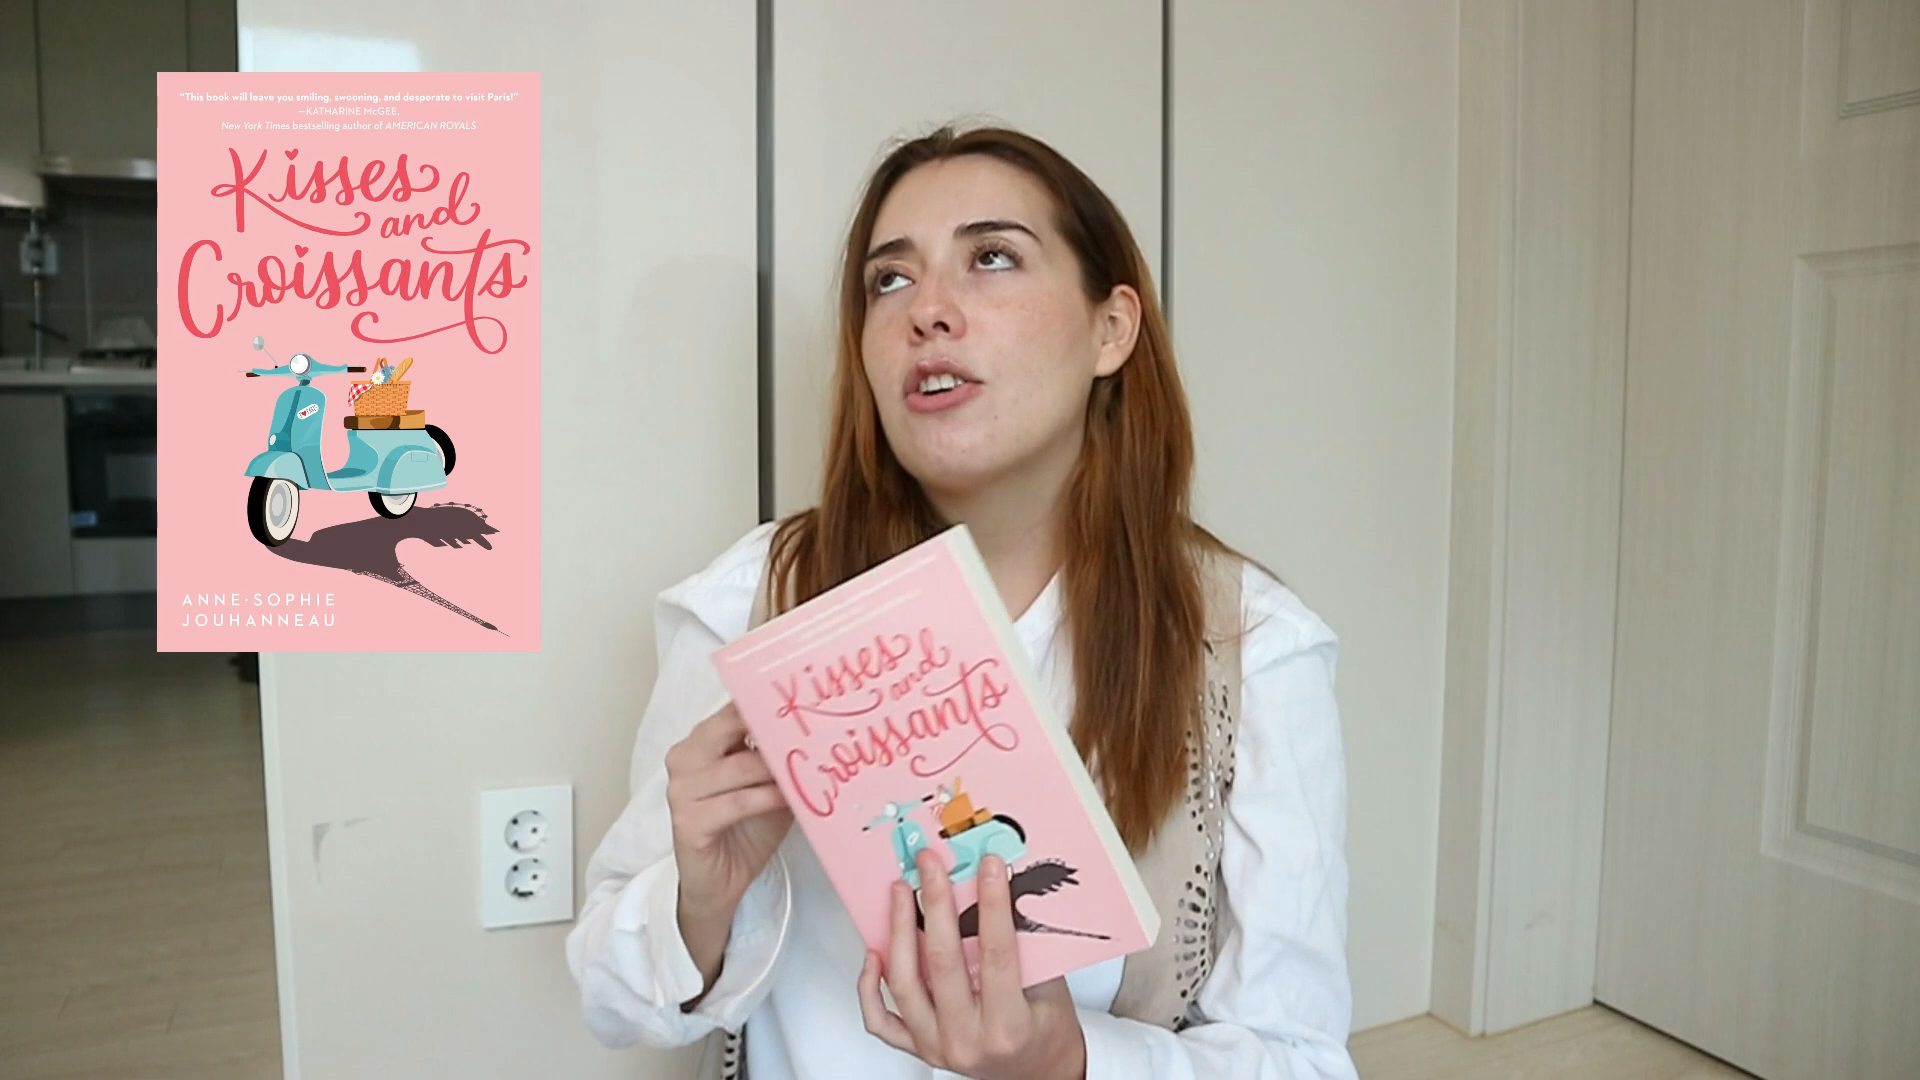 "This book will leave you smiling, swooning, and desperate to visit Paris!"
—KATHARINE McGEE,
New York Times bestselling author of AMERICAN ROYALS
Kisses
and
Croissants
ANNE-SOPHIE
JOUHANNEAU
Kisses
and
Croissants